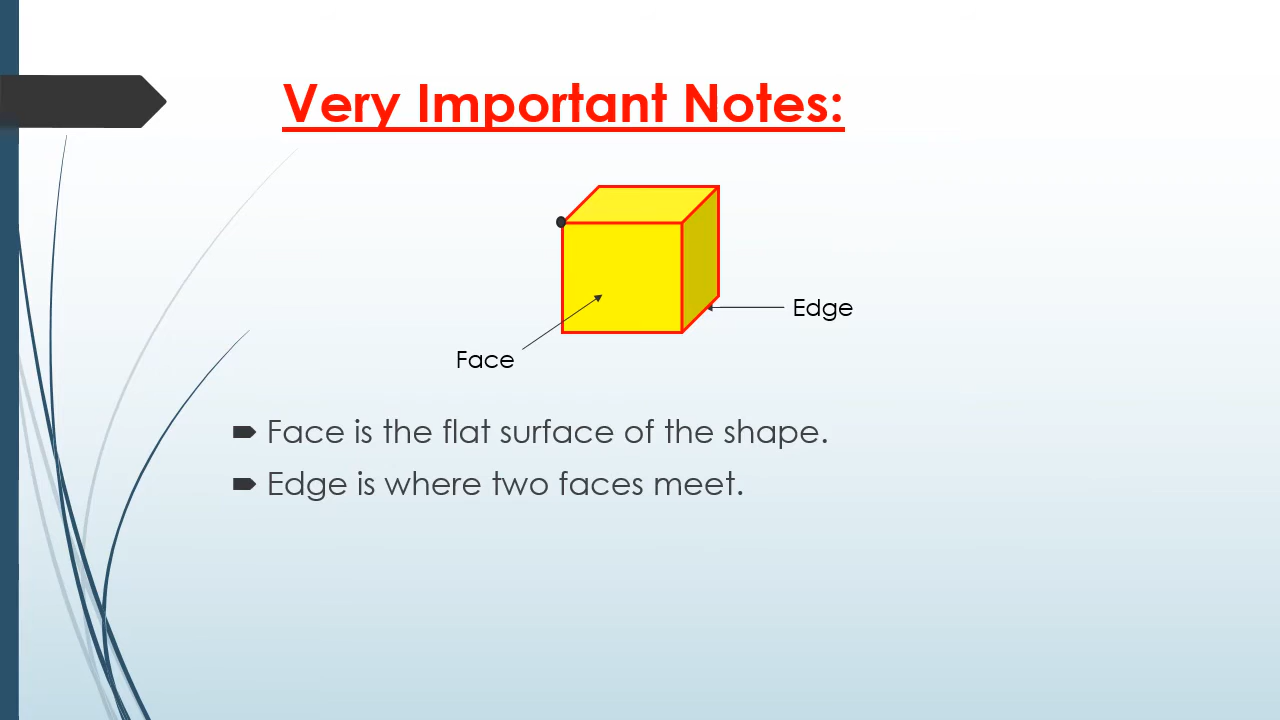 Very Important Notes:
Edge
Face
Face is the flat surface of the shape.
Edge is where two faces meet.